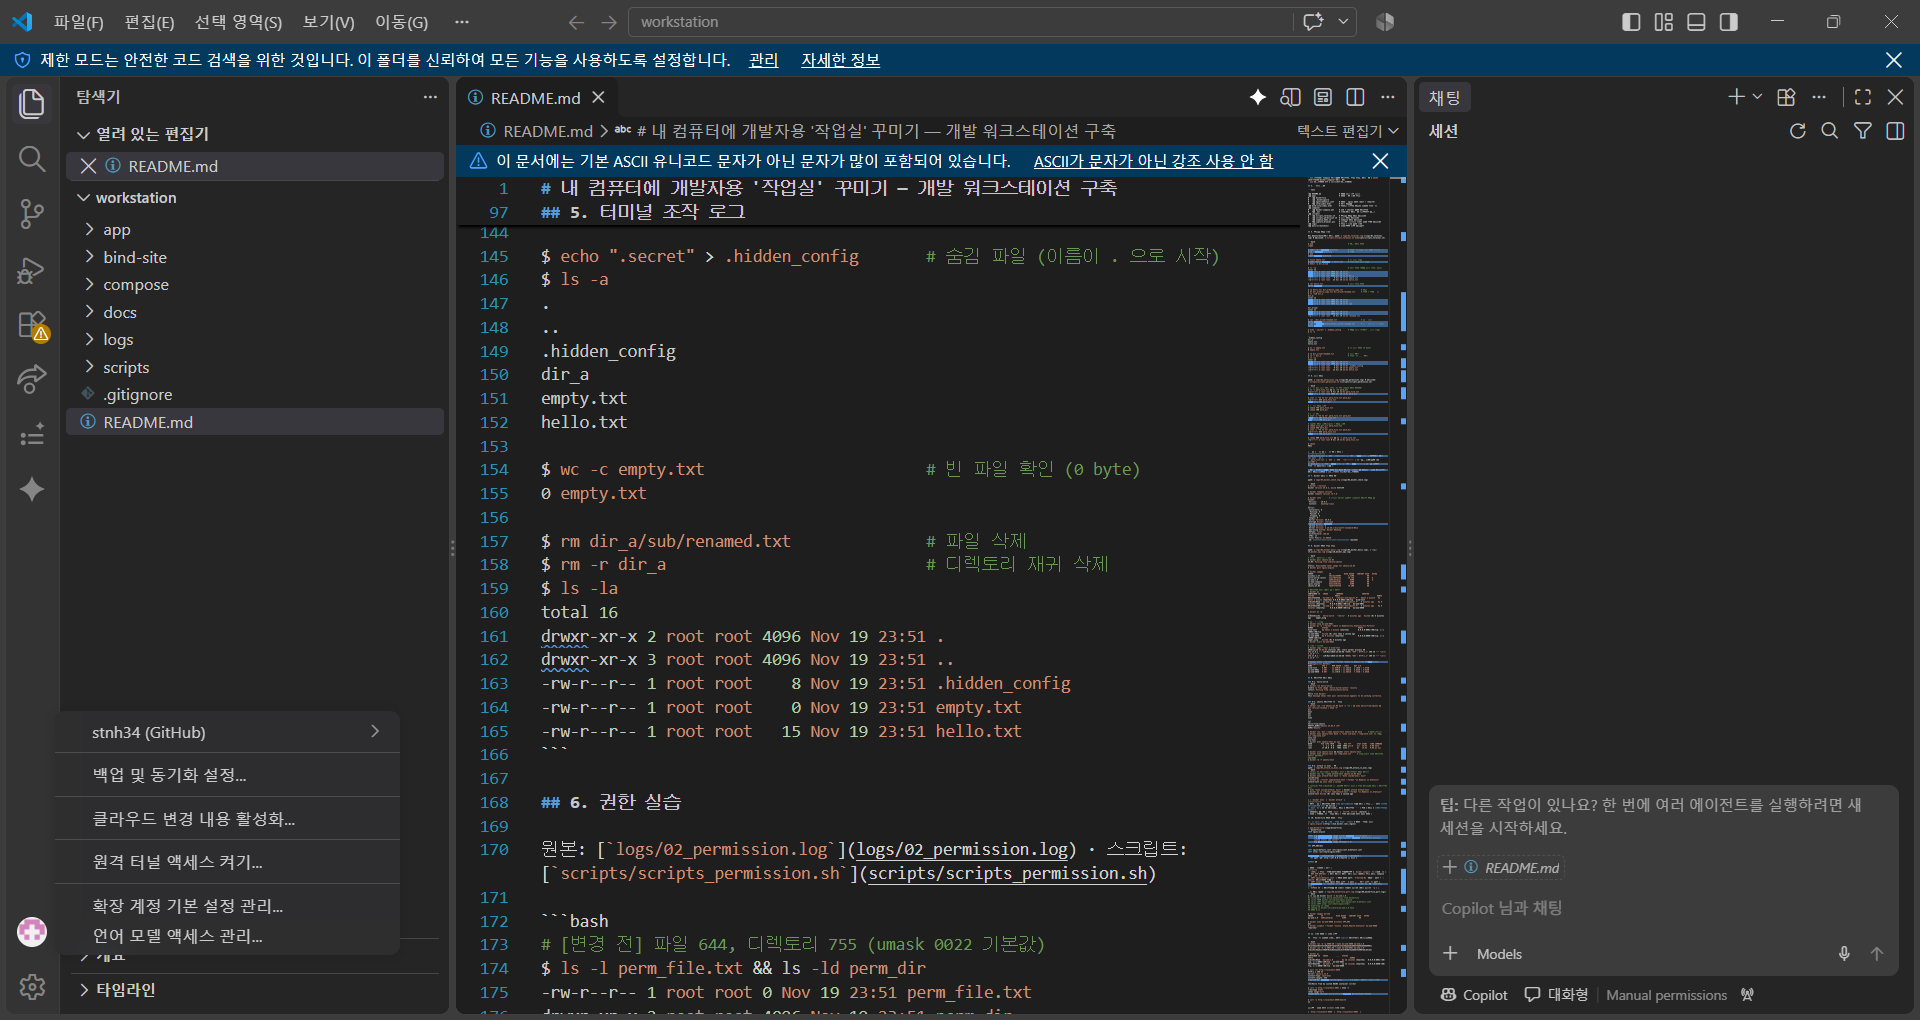 파일(F) 편집(E) 선택 영역(S) 보기(V) 이동(G) ··· workstation
제한 모드는 안전한 코드 검색을 위한 것입니다. 이 폴더를 신뢰하여 모든 기능을 사용하도록 설정합니다. 관리 자세한 정보
탐색기
열려 있는 편집기
README.md
workstation
app
bind-site
compose
docs
logs
scripts
.gitignore
README.md
stnh34 (GitHub)
백업 및 동기화 설정...
클라우드 변경 내용 활성화...
원격 터널 액세스 켜기...
확장 계정 기본 설정 관리...
언어 모델 액세스 관리...
개요
타임라인
README.md
README.md > abc # 내 컴퓨터에 개발자용 '작업실' 꾸미기 — 개발 워크스테이션 구축 텍스트 편집기
이 문서에는 기본 ASCII 유니코드 문자가 아닌 문자가 많이 포함되어 있습니다. ASCII가 문자가 아닌 강조 사용 안 함
1 # 내 컴퓨터에 개발자용 '작업실' 꾸미기 — 개발 워크스테이션 구축
97 ## 5. 터미널 조작 로그
144
145 $ echo ".secret" > .hidden_config # 숨김 파일 (이름이 . 으로 시작)
146 $ ls -a
147 .
148 ..
149 .hidden_config
150 dir_a
151 empty.txt
152 hello.txt
153
154 $ wc -c empty.txt # 빈 파일 확인 (0 byte)
155 0 empty.txt
156
157 $ rm dir_a/sub/renamed.txt # 파일 삭제
158 $ rm -r dir_a # 디렉토리 재귀 삭제
159 $ ls -la
160 total 16
161 drwxr-xr-x 2 root root 4096 Nov 19 23:51 .
162 drwxr-xr-x 3 root root 4096 Nov 19 23:51 ..
163 -rw-r--r-- 1 root root 8 Nov 19 23:51 .hidden_config
164 -rw-r--r-- 1 root root 0 Nov 19 23:51 empty.txt
165 -rw-r--r-- 1 root root 15 Nov 19 23:51 hello.txt
166 ```
167
168 ## 6. 권한 실습
169
170 원본: [`logs/02_permission.log`](logs/02_permission.log) · 스크립트:
[`scripts/scripts_permission.sh`](scripts/scripts_permission.sh)
171
172 ```bash
173 # [변경 전] 파일 644, 디렉토리 755 (umask 0022 기본값)
174 $ ls -l perm_file.txt && ls -ld perm_dir
175 -rw-r--r-- 1 root root 0 Nov 19 23:51 perm_file.txt
176 drwxr-xr-x 2 root root 4096 Nov 19 23:51 perm_dir
채팅
세션
팁: 다른 작업이 있나요? 한 번에 여러 에이전트를 실행하려면 새
세션을 시작하세요.
README.md
Copilot 님과 채팅
Models
Copilot 대화형 Manual permissions